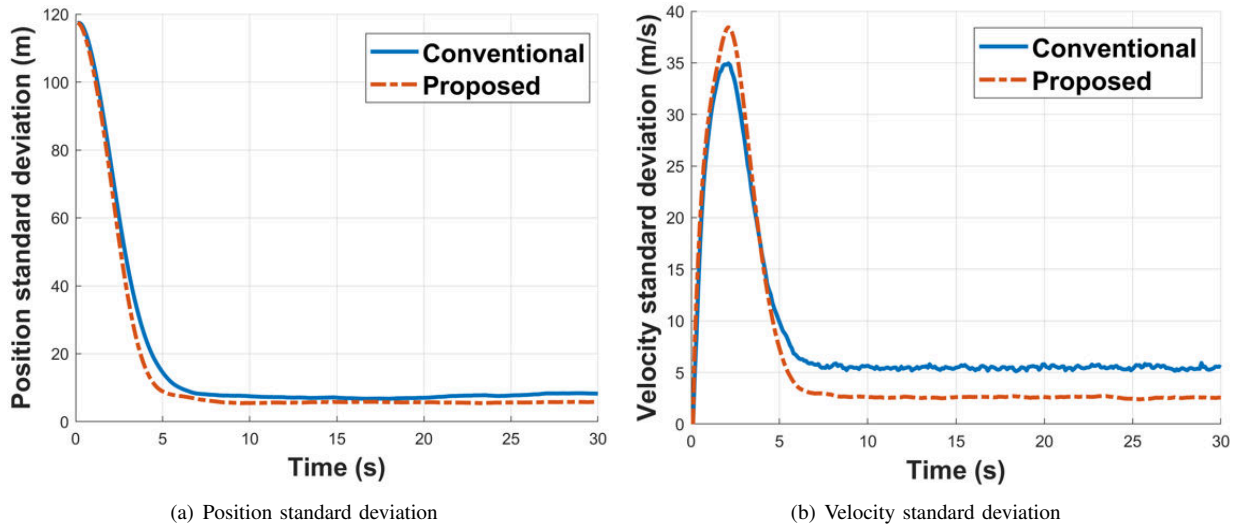 Position standard deviation (m)
120
100
80
60
40
20
0
0 5 10 15 20 25 30
Time (s)
Conventional
Proposed
(a) Position standard deviation
Velocity standard deviation (m/s)
40
35
30
25
20
15
10
5
0
0 5 10 15 20 25 30
Time (s)
Conventional
Proposed
(b) Velocity standard deviation